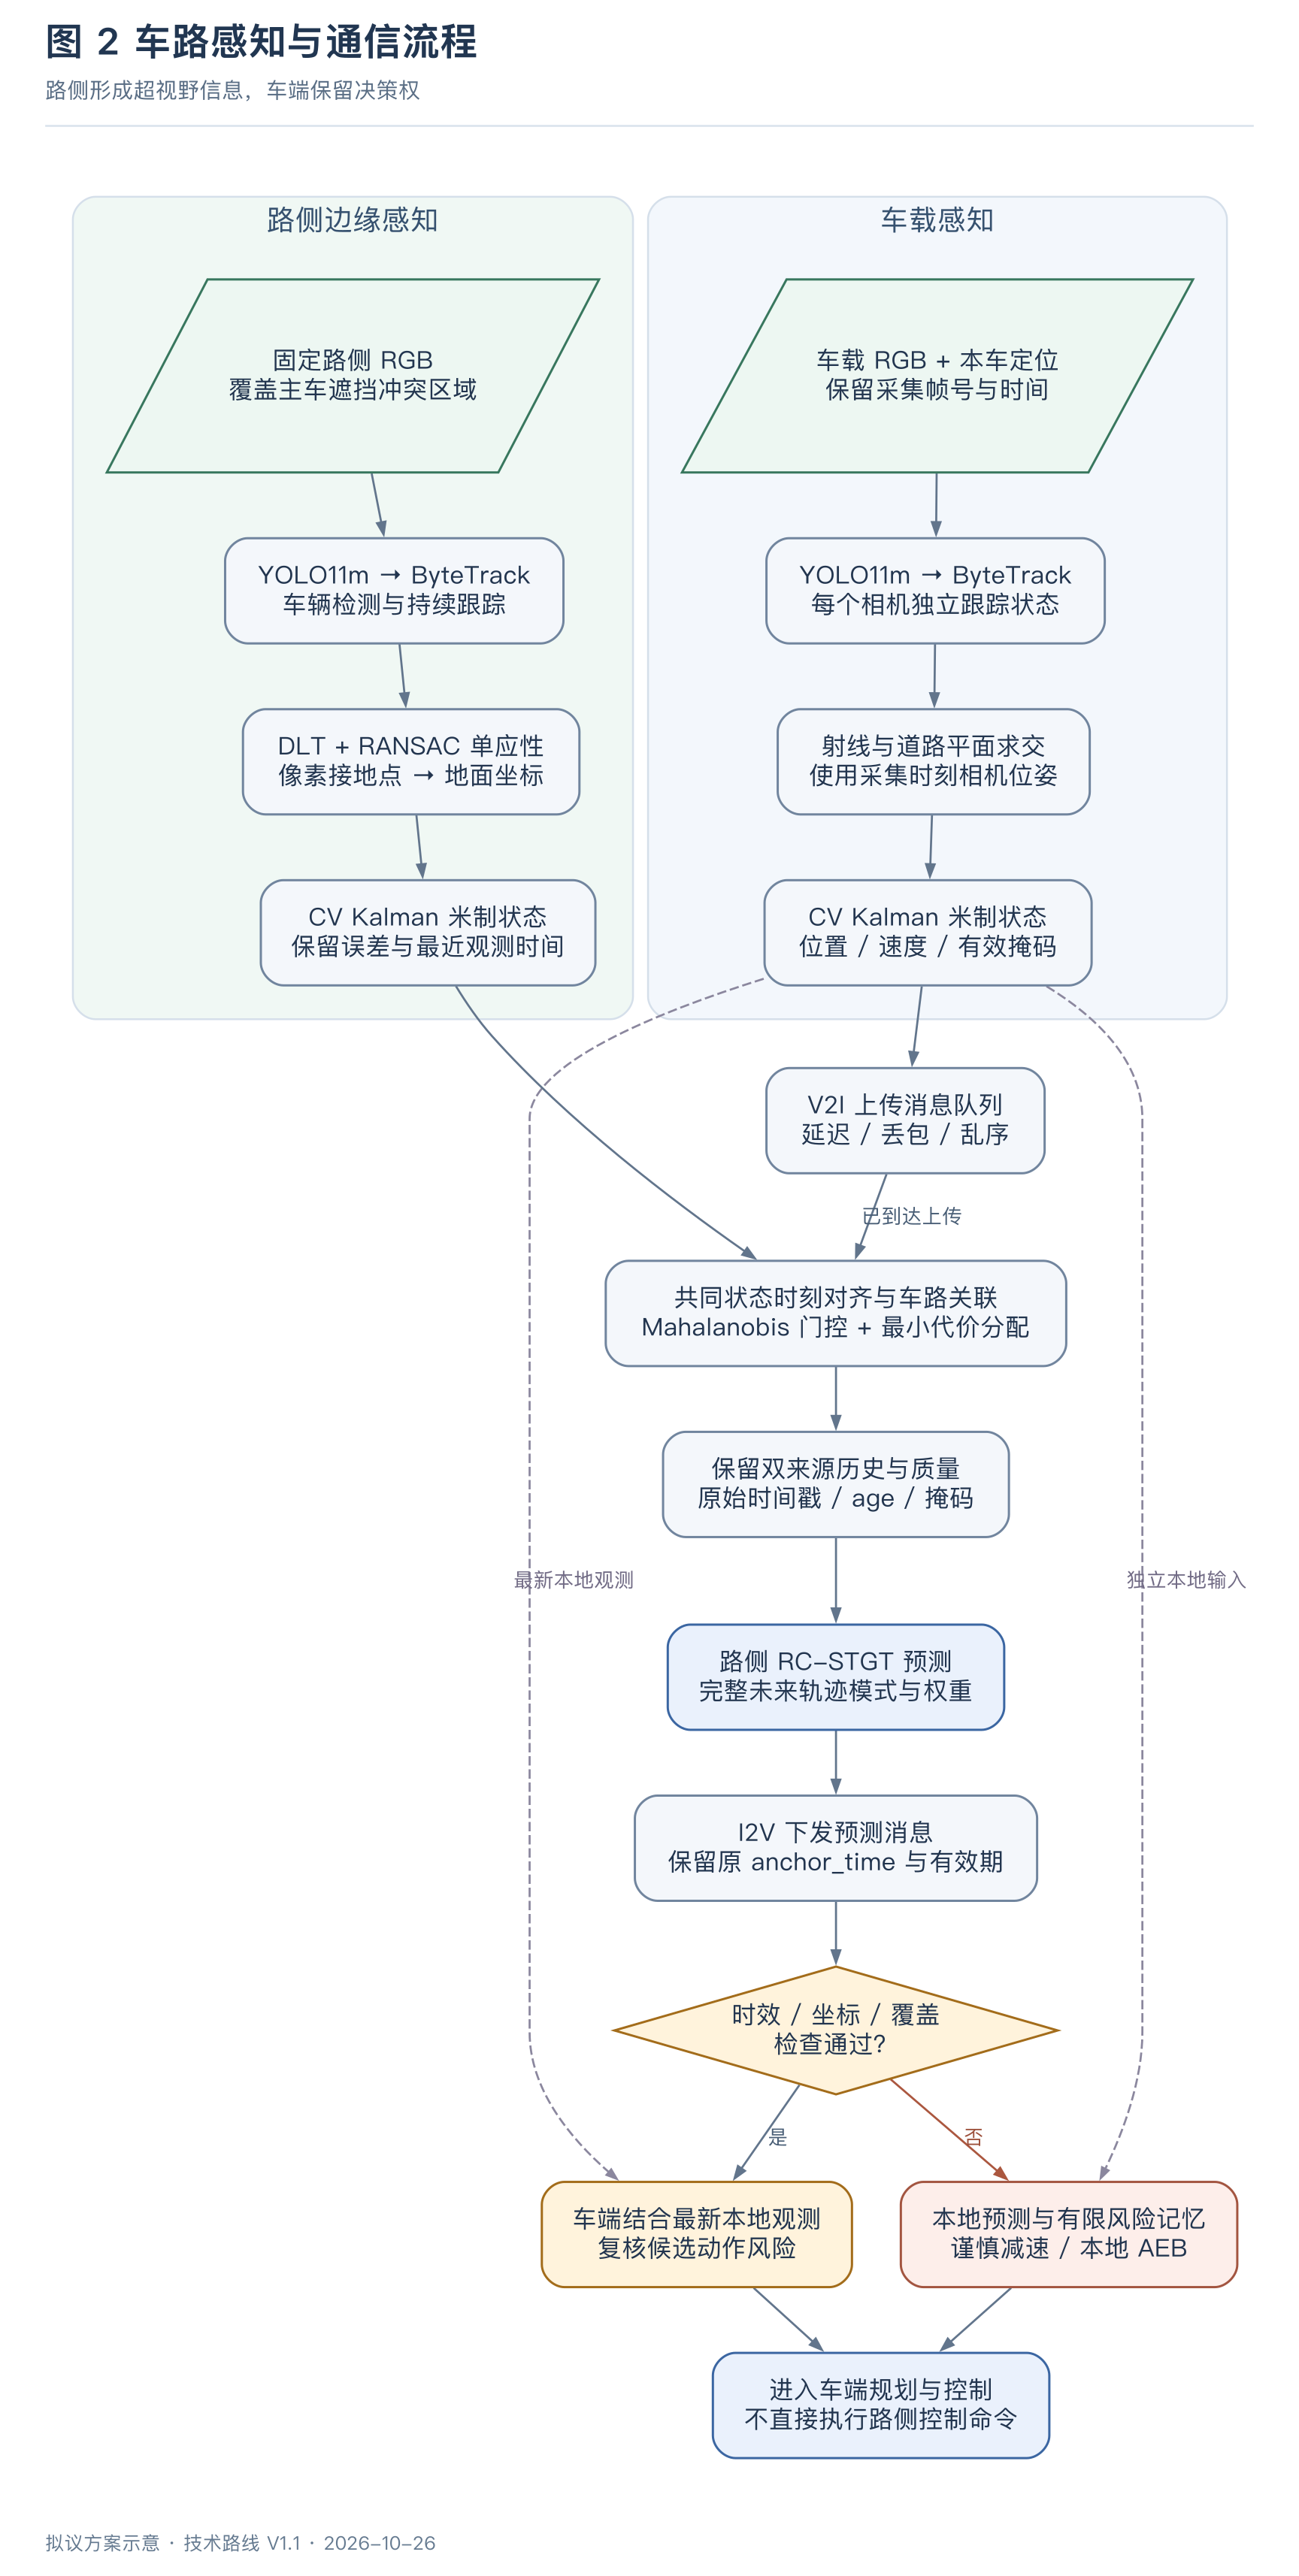 图 2 车路感知与通信流程
路侧形成超视野信息，车端保留决策权
路侧边缘感知
固定路侧 RGB
覆盖主车遮挡冲突区域
YOLO11m → ByteTrack
车辆检测与持续跟踪
DLT + RANSAC 单应性
像素接地点 → 地面坐标
CV Kalman 米制状态
保留误差与最近观测时间
车载感知
车载 RGB + 本车定位
保留采集帧号与时间
YOLO11m → ByteTrack
每个相机独立跟踪状态
射线与道路平面求交
使用采集时刻相机位姿
CV Kalman 米制状态
位置 / 速度 / 有效掩码
V2I 上传消息队列
延迟 / 丢包 / 乱序
已到达上传
共同状态时刻对齐与车路关联
Mahalanobis 门控 + 最小代价分配
保留双来源历史与质量
原始时间戳 / age / 掩码
最新本地观测
独立本地输入
路侧 RC-STGT 预测
完整未来轨迹模式与权重
I2V 下发预测消息
保留原 anchor_time 与有效期
时效 / 坐标 / 覆盖
检查通过?
是
否
车端结合最新本地观测
复核候选动作风险
本地预测与有限风险记忆
谨慎减速 / 本地 AEB
进入车端规划与控制
不直接执行路侧控制命令
拟议方案示意 · 技术路线 V1.1 · 2026-10-26